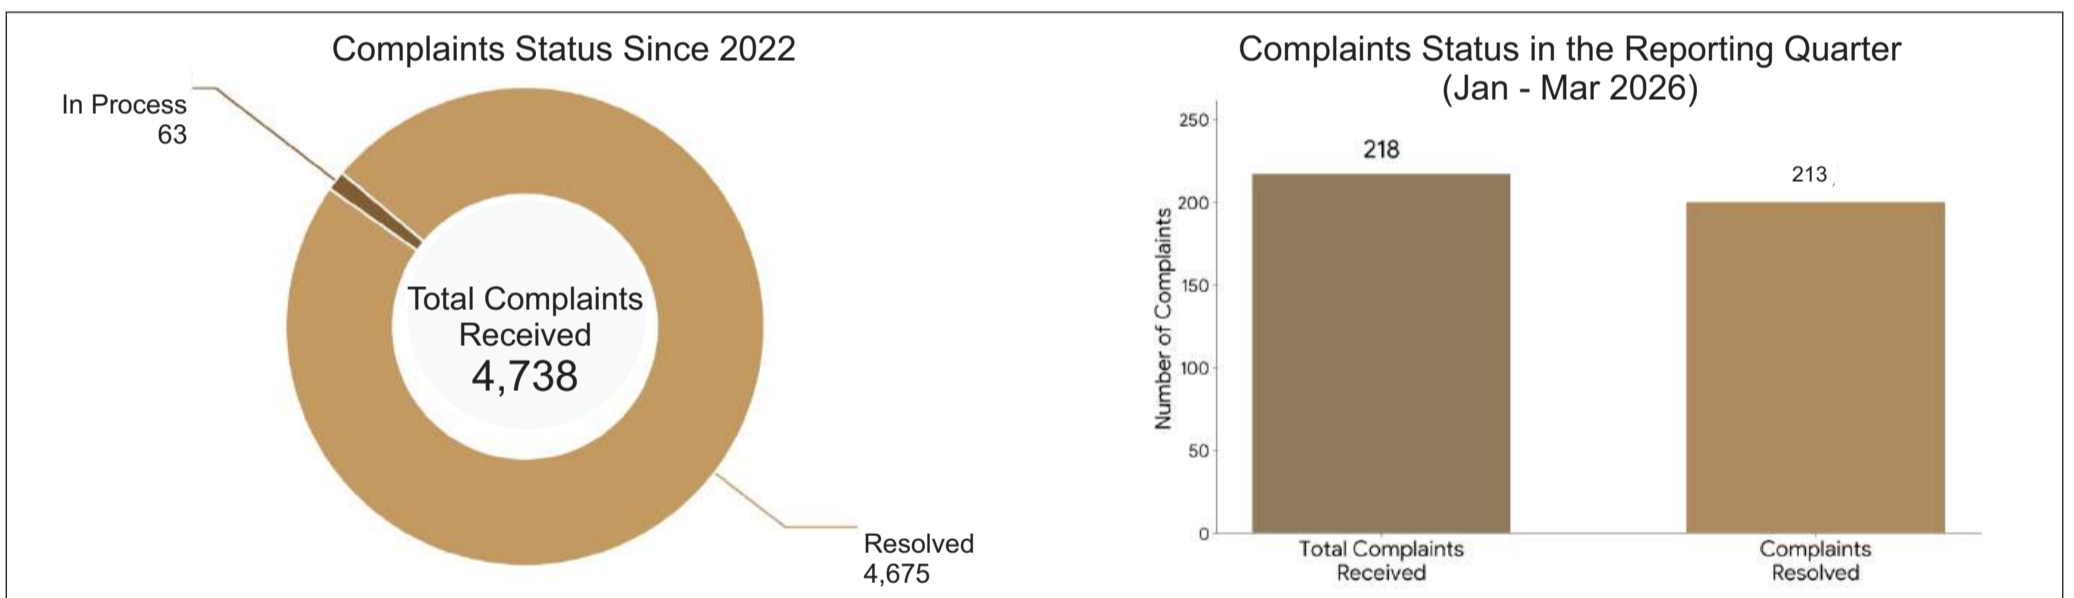 Complaints Status Since 2022
In Process
63
Total Complaints
Received
4,738
Resolved
4,675
Complaints Status in the Reporting Quarter
(Jan - Mar 2026)
Number of Complaints
250
200
150
100
50
0
218
213
Total Complaints
Received
Complaints
Resolved